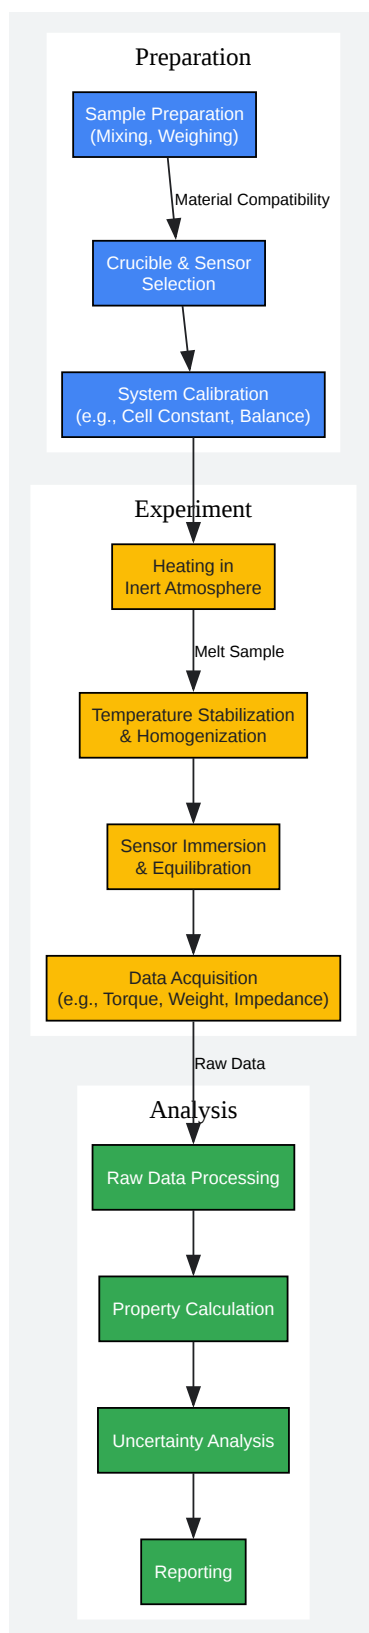 Preparation
Sample Preparation
(Mixing, Weighing)
Material Compatibility
Crucible & Sensor
Selection
System Calibration
(e.g., Cell Constant, Balance)
Experiment
Heating in
Inert Atmosphere
Melt Sample
Temperature Stabilization
& Homogenization
Sensor Immersion
& Equilibration
Data Acquisition
(e.g., Torque, Weight, Impedance)
Raw Data
Analysis
Raw Data Processing
Property Calculation
Uncertainty Analysis
Reporting